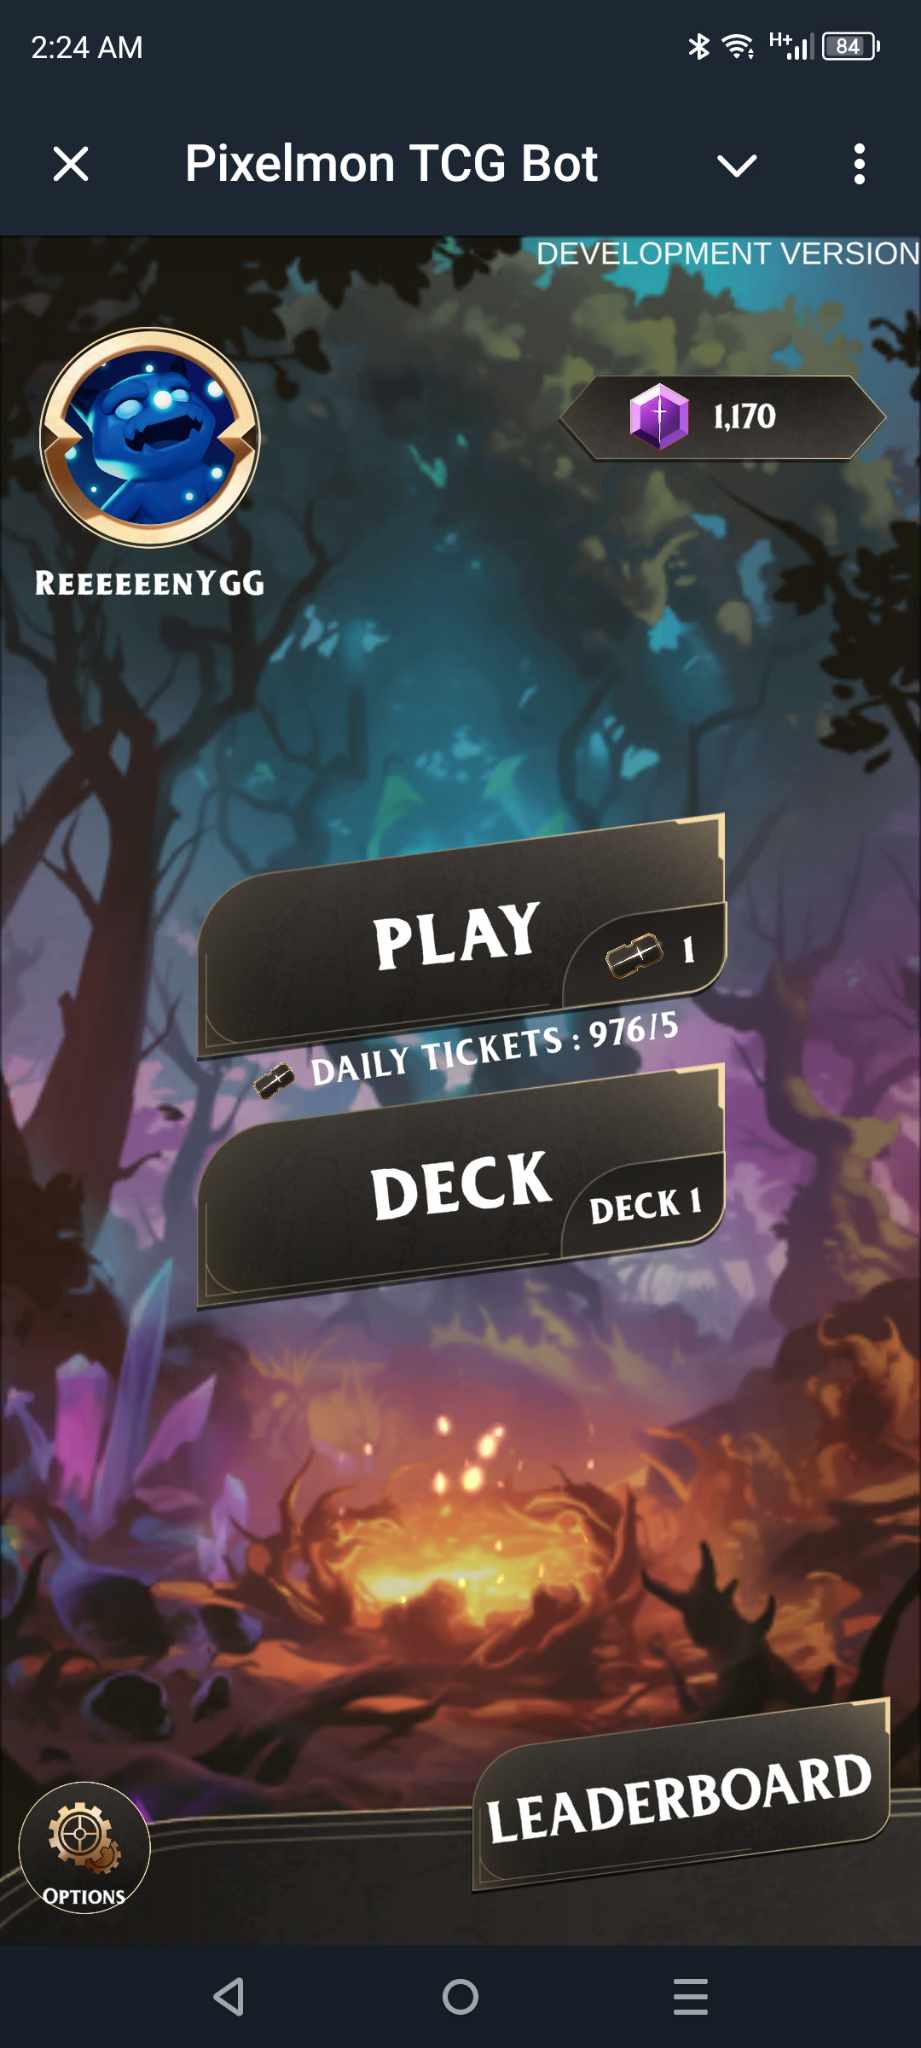 2:24 AM
H+
84
Pixelmon TCG Bot
DEVELOPMENT VERSION
1,170
REEEEEENYGG
PLAY
1
DAILY TICKETS : 976/5
DECK
DECK 1
LEADERBOARD
OPTIONS